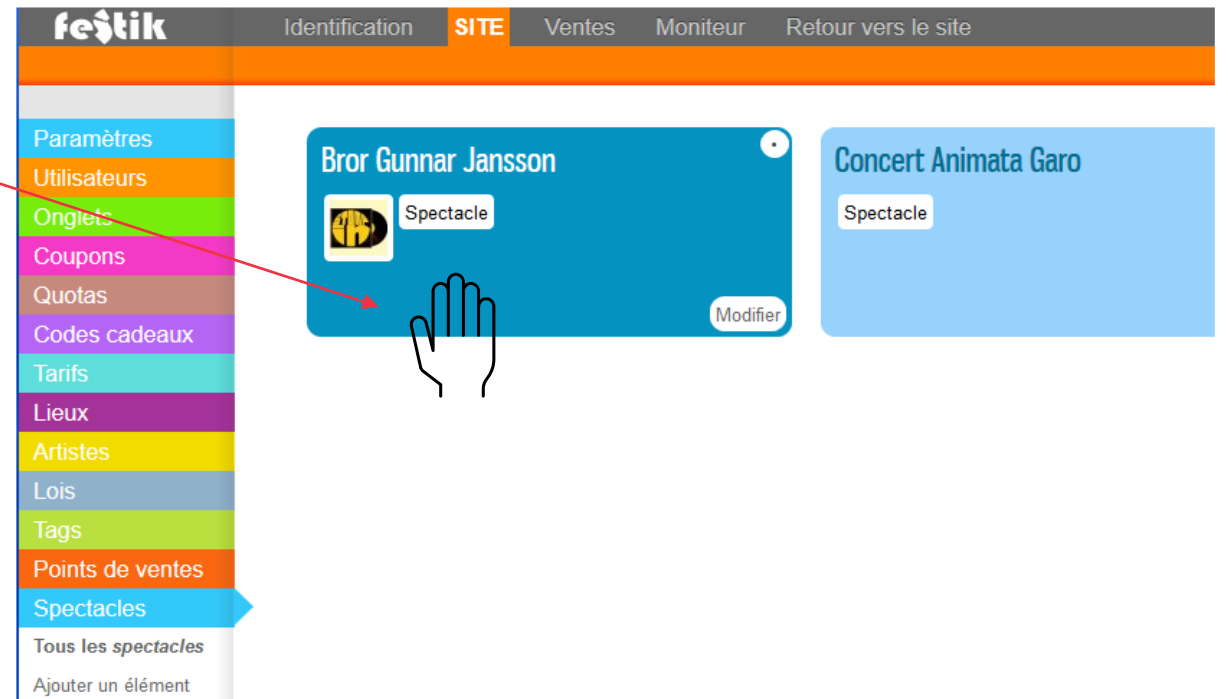 festik
Identification SITE Ventes Moniteur Retour vers le site
Paramètres
Utilisateurs
Onglets
Coupons
Quotas
Codes cadeaux
Tarifs
Lieux
Artistes
Lois
Tags
Points de ventes
Spectacles
Tous les spectacles
Ajouter un élément
Bror Gunnar Jansson
Spectacle
Modifier
Concert Animata Garo
Spectacle